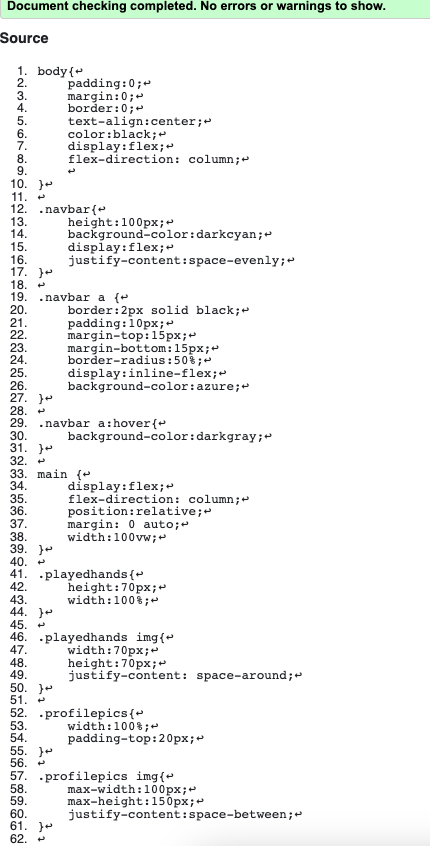 Document checking completed. No errors or warnings to show.
Source
1. body{↩
2. padding:0;↩
3. margin:0;↩
4. border:0;↩
5. text-align:center;↩
6. color:black;↩
7. display:flex;↩
8. flex-direction: column;↩
9. ↩
10. }↩
11. ↩
12. .navbar{↩
13. height:100px;↩
14. background-color:darkcyan;↩
15. display:flex;↩
16. justify-content:space-evenly;↩
17. }↩
18. ↩
19. .navbar a {↩
20. border:2px solid black;↩
21. padding:10px;↩
22. margin-top:15px;↩
23. margin-bottom:15px;↩
24. border-radius:50%;↩
25. display:inline-flex;↩
26. background-color:azure;↩
27. }↩
28. ↩
29. .navbar a:hover{↩
30. background-color:darkgray;↩
31. }↩
32. ↩
33. main {↩
34. display:flex;↩
35. flex-direction: column;↩
36. position:relative;↩
37. margin: 0 auto;↩
38. width:100vw;↩
39. }↩
40. ↩
41. .playedhands{↩
42. height:70px;↩
43. width:100%;↩
44. }↩
45. ↩
46. .playedhands img{↩
47. width:70px;↩
48. height:70px;↩
49. justify-content: space-around;↩
50. }↩
51. ↩
52. .profilepics{↩
53. width:100%;↩
54. padding-top:20px;↩
55. }↩
56. ↩
57. .profilepics img{↩
58. max-width:100px;↩
59. max-height:150px;↩
60. justify-content:space-between;↩
61. }↩
62. ↩